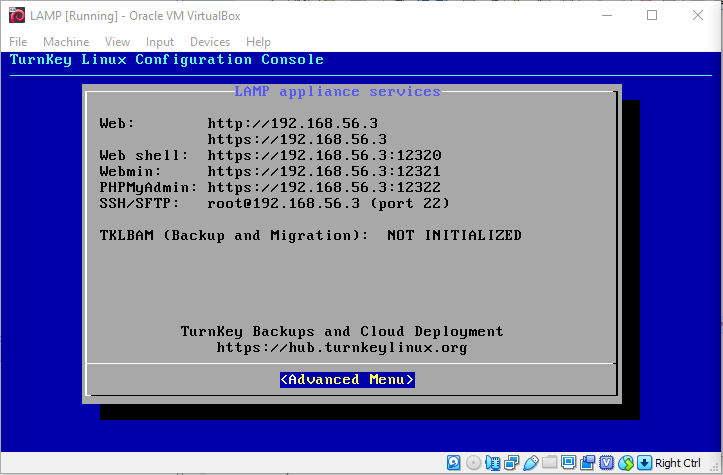 LAMP [Running] - Oracle VM VirtualBox
File Machine View Input Devices Help
TurnKey Linux Configuration Console
LAMP appliance services
Web: http://192.168.56.3
https://192.168.56.3
Web shell: https://192.168.56.3:12320
Webmin: https://192.168.56.3:12321
PHPMyAdmin: https://192.168.56.3:12322
SSH/SFTP: root@192.168.56.3 (port 22)
TKLBAM (Backup and Migration): NOT INITIALIZED
TurnKey Backups and Cloud Deployment
https://hub.turnkeylinux.org
<Advanced Menu>
Right Ctrl